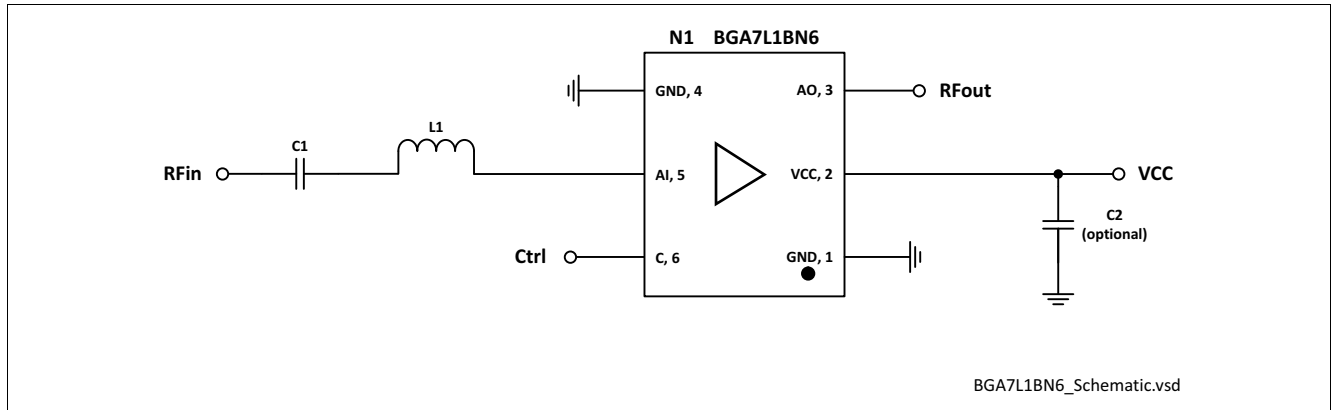 N1 BGA7L1BN6
GND, 4
AO, 3
RFout
C1
L1
RFin
AI, 5
VCC, 2
VCC
C2
(optional)
Ctrl
C, 6
GND, 1
BGA7L1BN6_Schematic.vsd